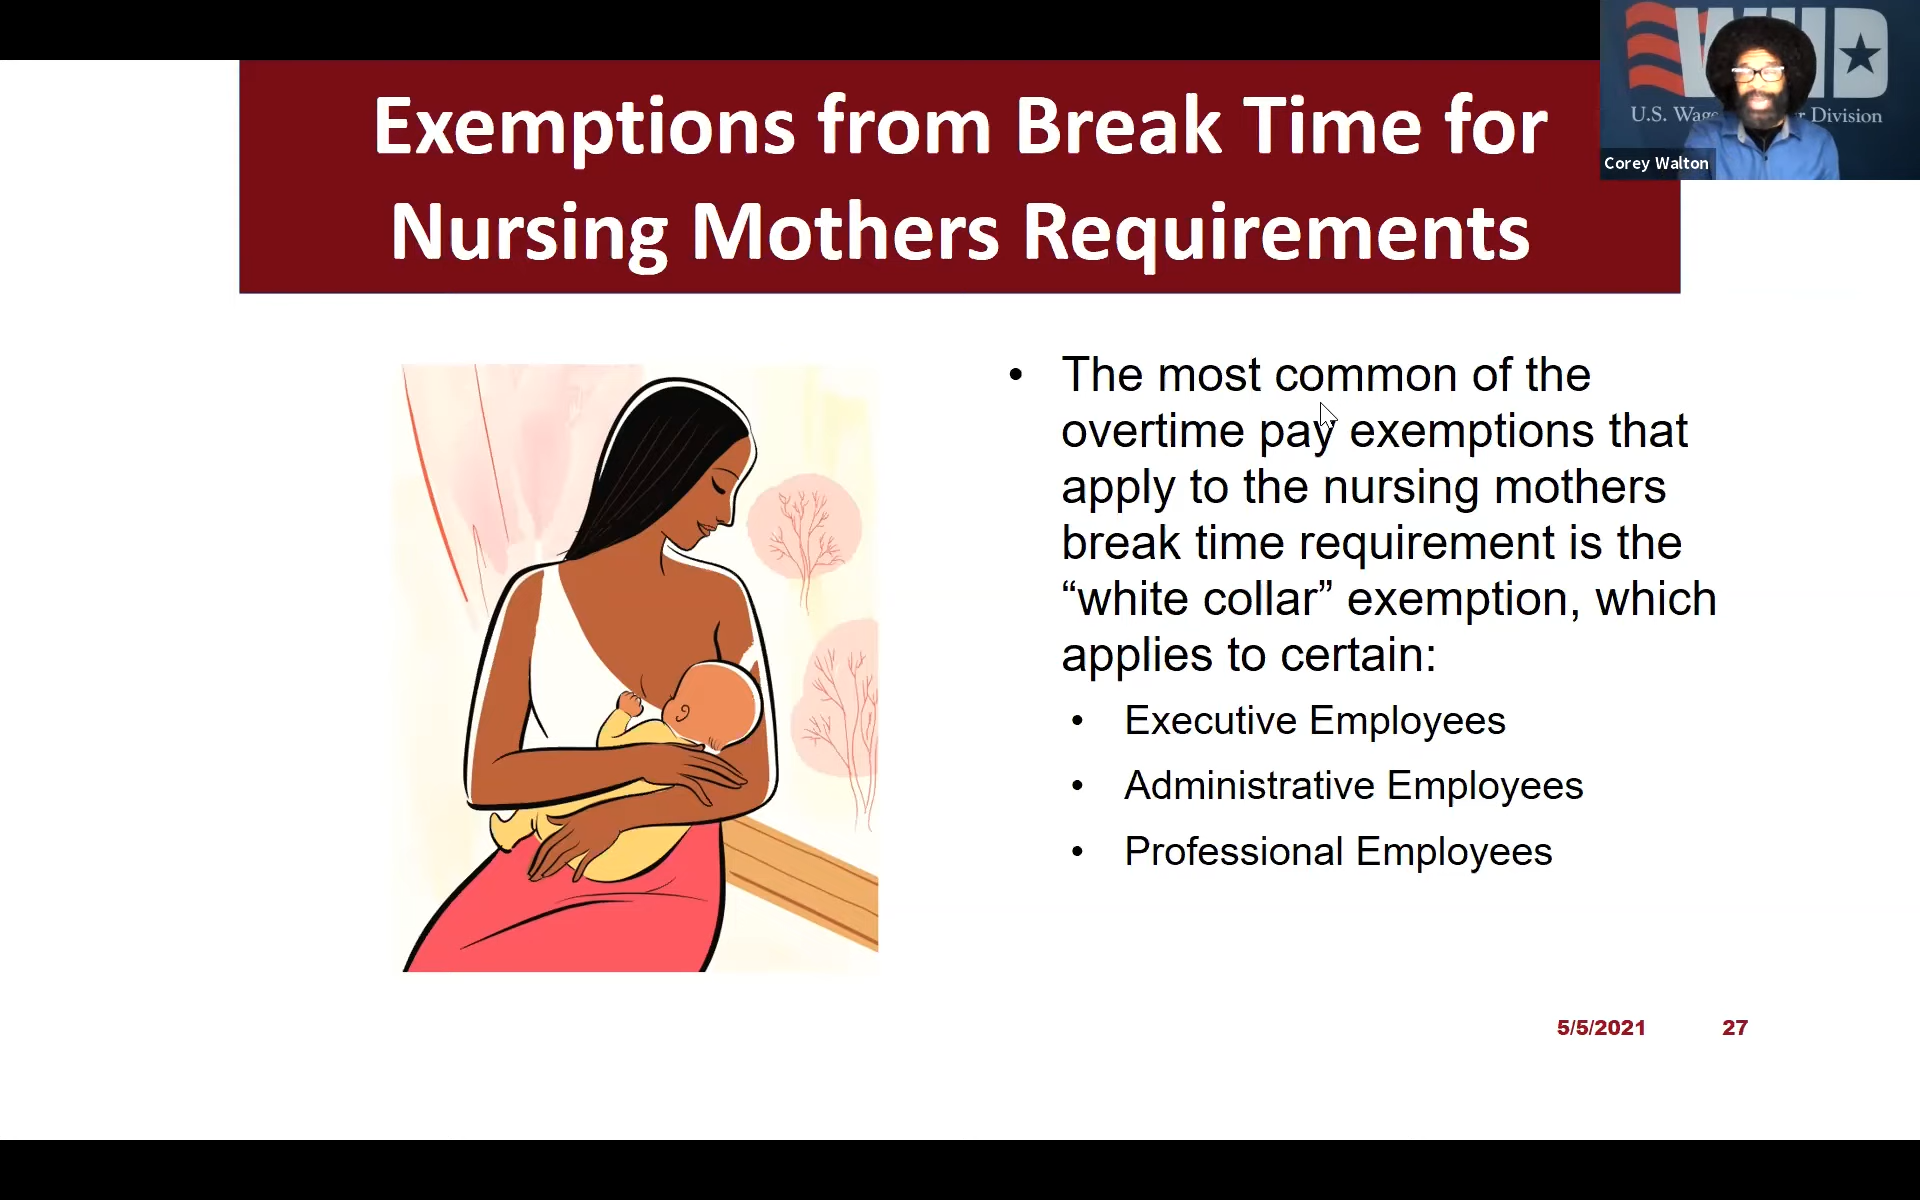 WHD
U.S. Wage Division
Corey Walton
Exemptions from Break Time for
Nursing Mothers Requirements
• The most common of the
overtime pay exemptions that
apply to the nursing mothers
break time requirement is the
“white collar” exemption, which
applies to certain:
• Executive Employees
• Administrative Employees
• Professional Employees
5/5/2021 27